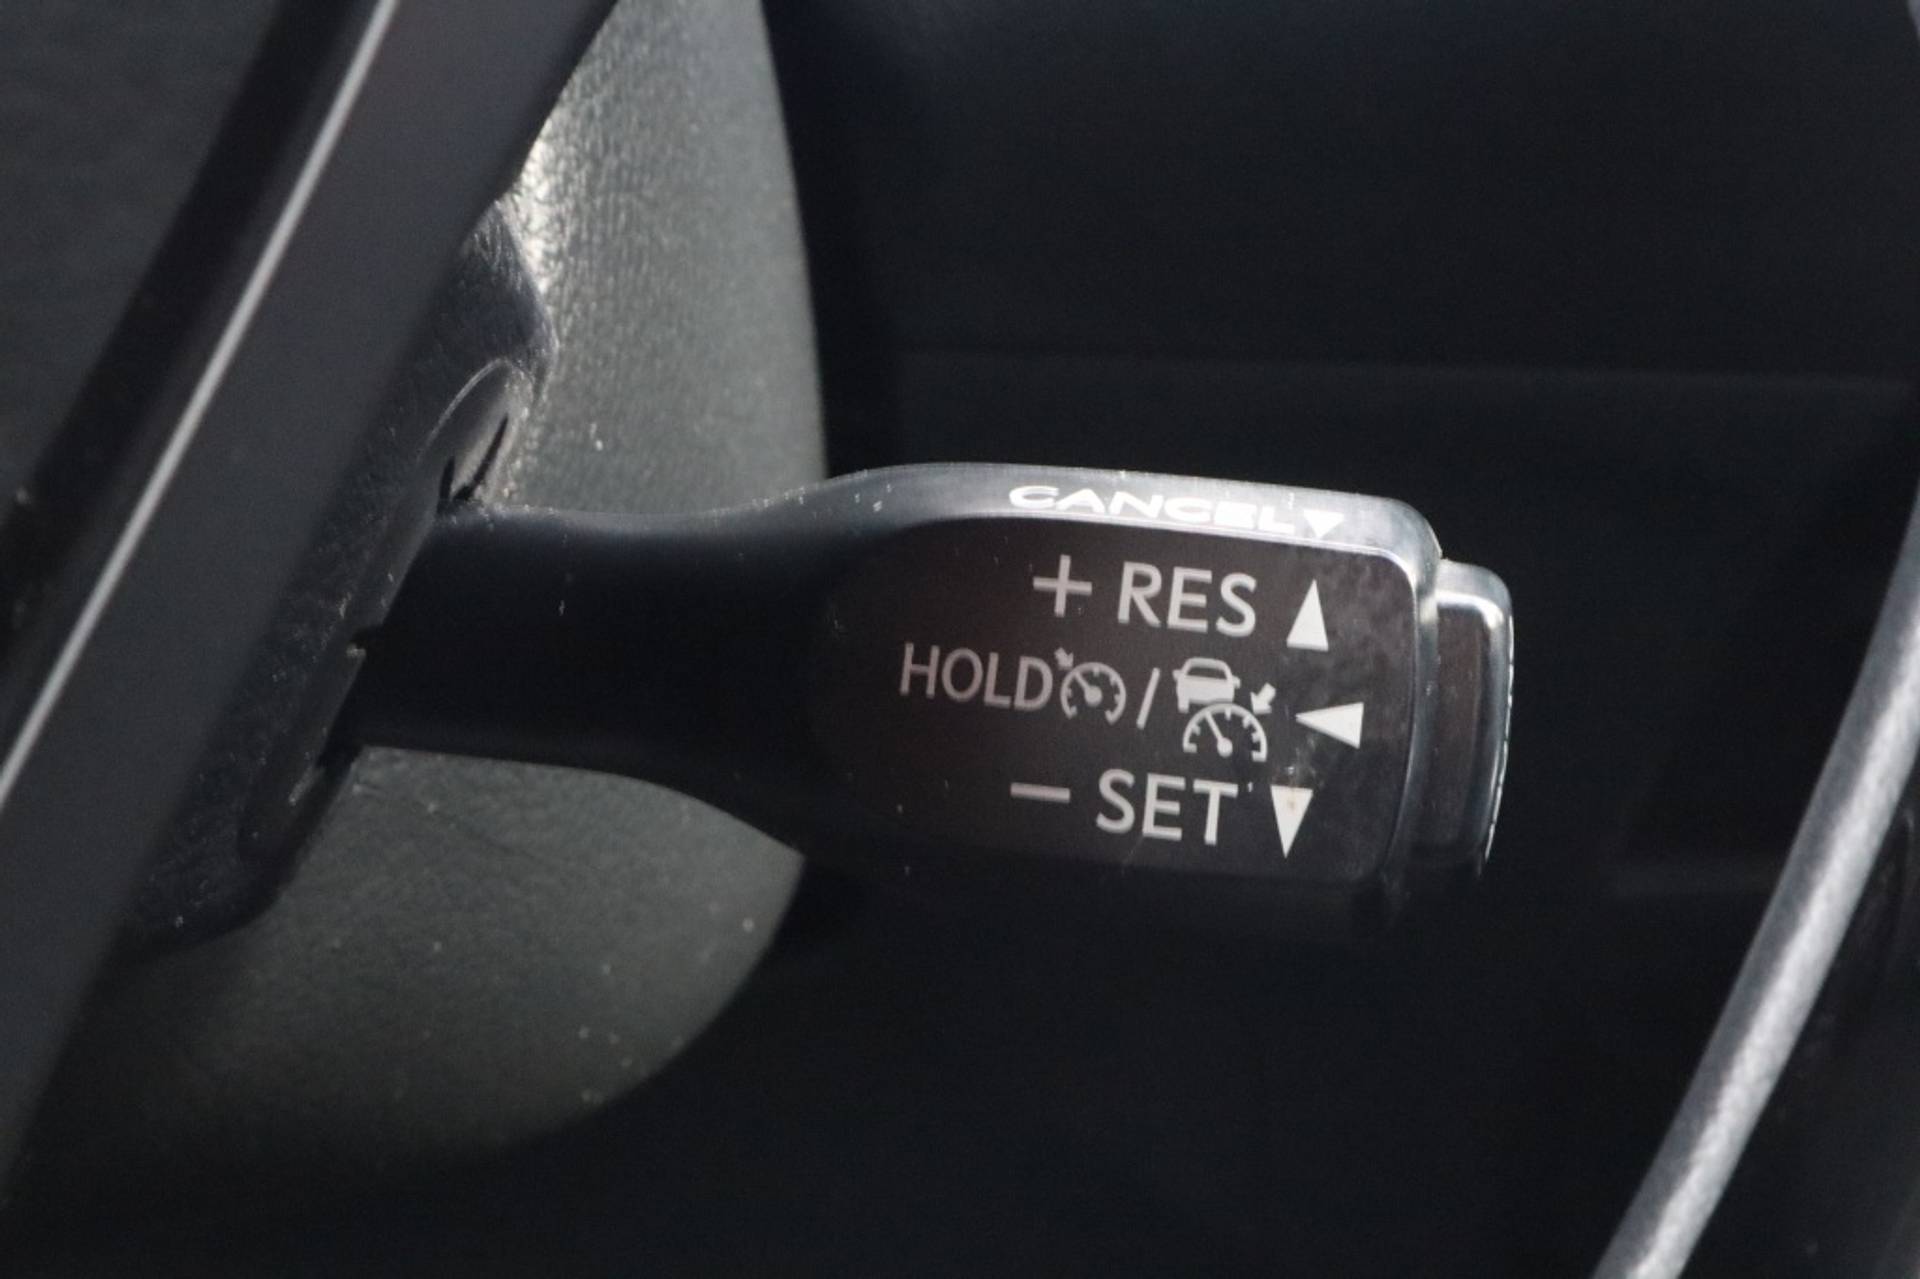 CANCEL▼
+ RES ▲
HOLD / ◀
− SET ▼